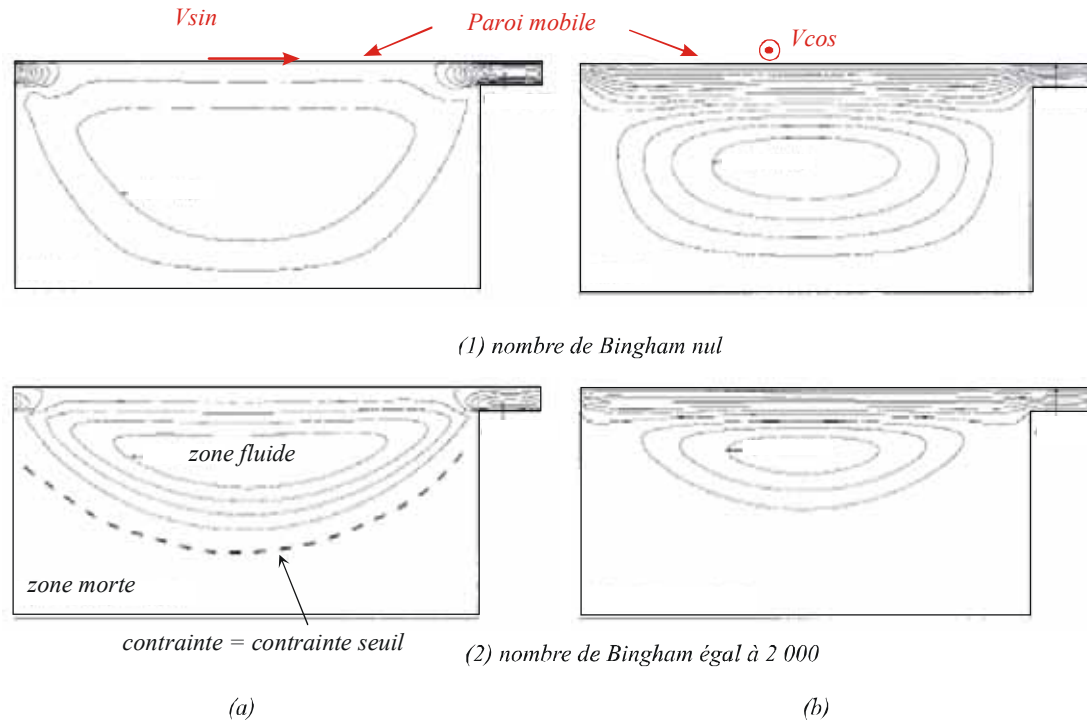 Vsin
Paroi mobile
Vcos
(1) nombre de Bingham nul
zone fluide
zone morte
contrainte = contrainte seuil
(2) nombre de Bingham égal à 2 000
(a)
(b)